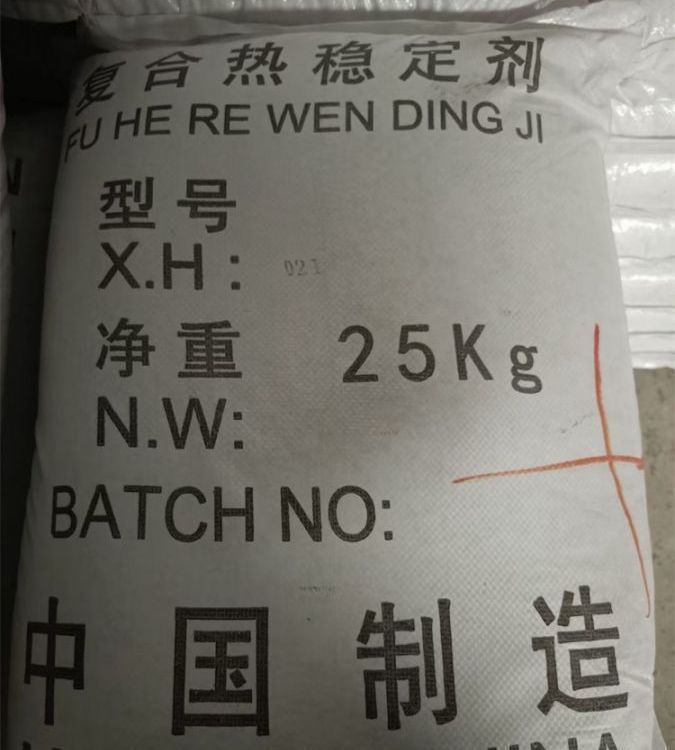 复合热稳定剂
FU HE RE WEN DING JI
型号
X.H: 021
净重 25Kg
N.W:
BATCH NO:
中国制造